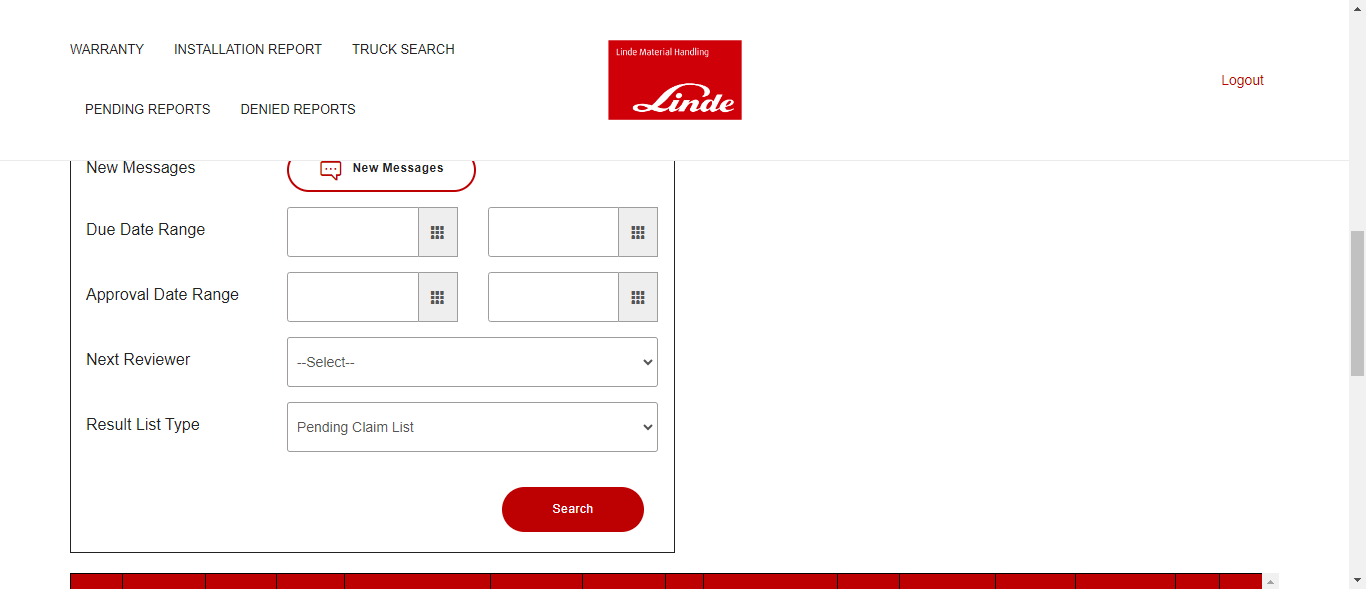 WARRANTY INSTALLATION REPORT TRUCK SEARCH
PENDING REPORTS DENIED REPORTS
Linde Material Handling
Linde
Logout
New Messages New Messages
Due Date Range
Approval Date Range
Next Reviewer --Select--
Result List Type Pending Claim List
Search